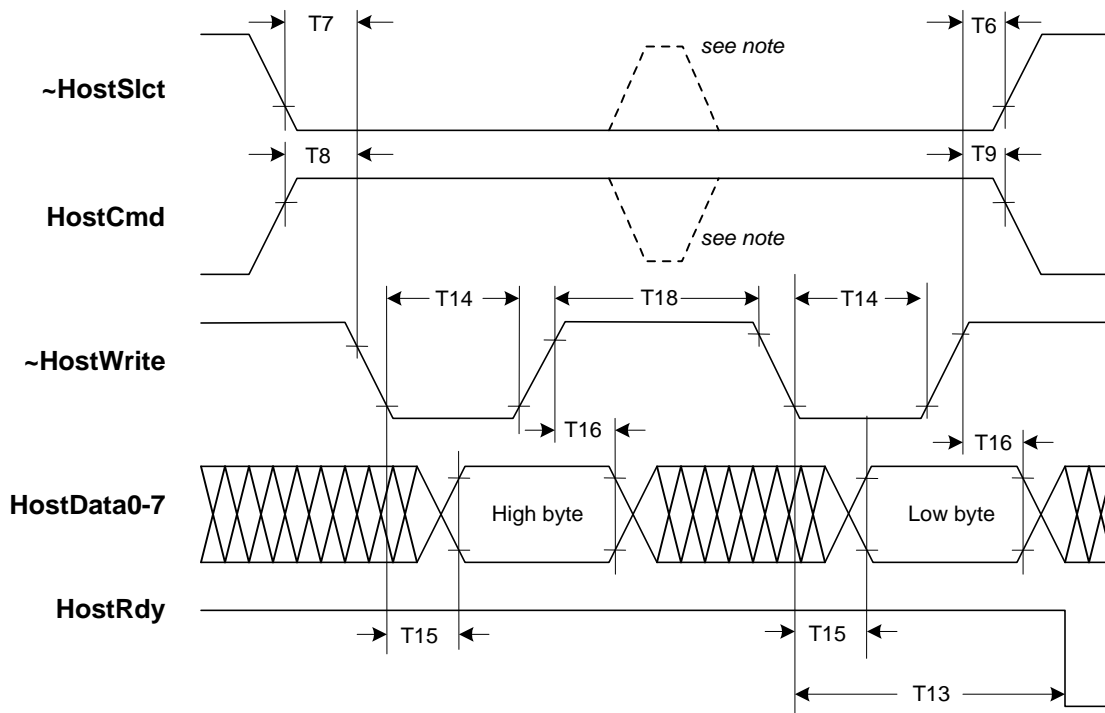 T7
T6
see note
~HostSlct
T8
T9
HostCmd
see note
T14
T18
T14
~HostWrite
T16
T16
HostData0-7
High byte
Low byte
HostRdy
T15
T15
T13